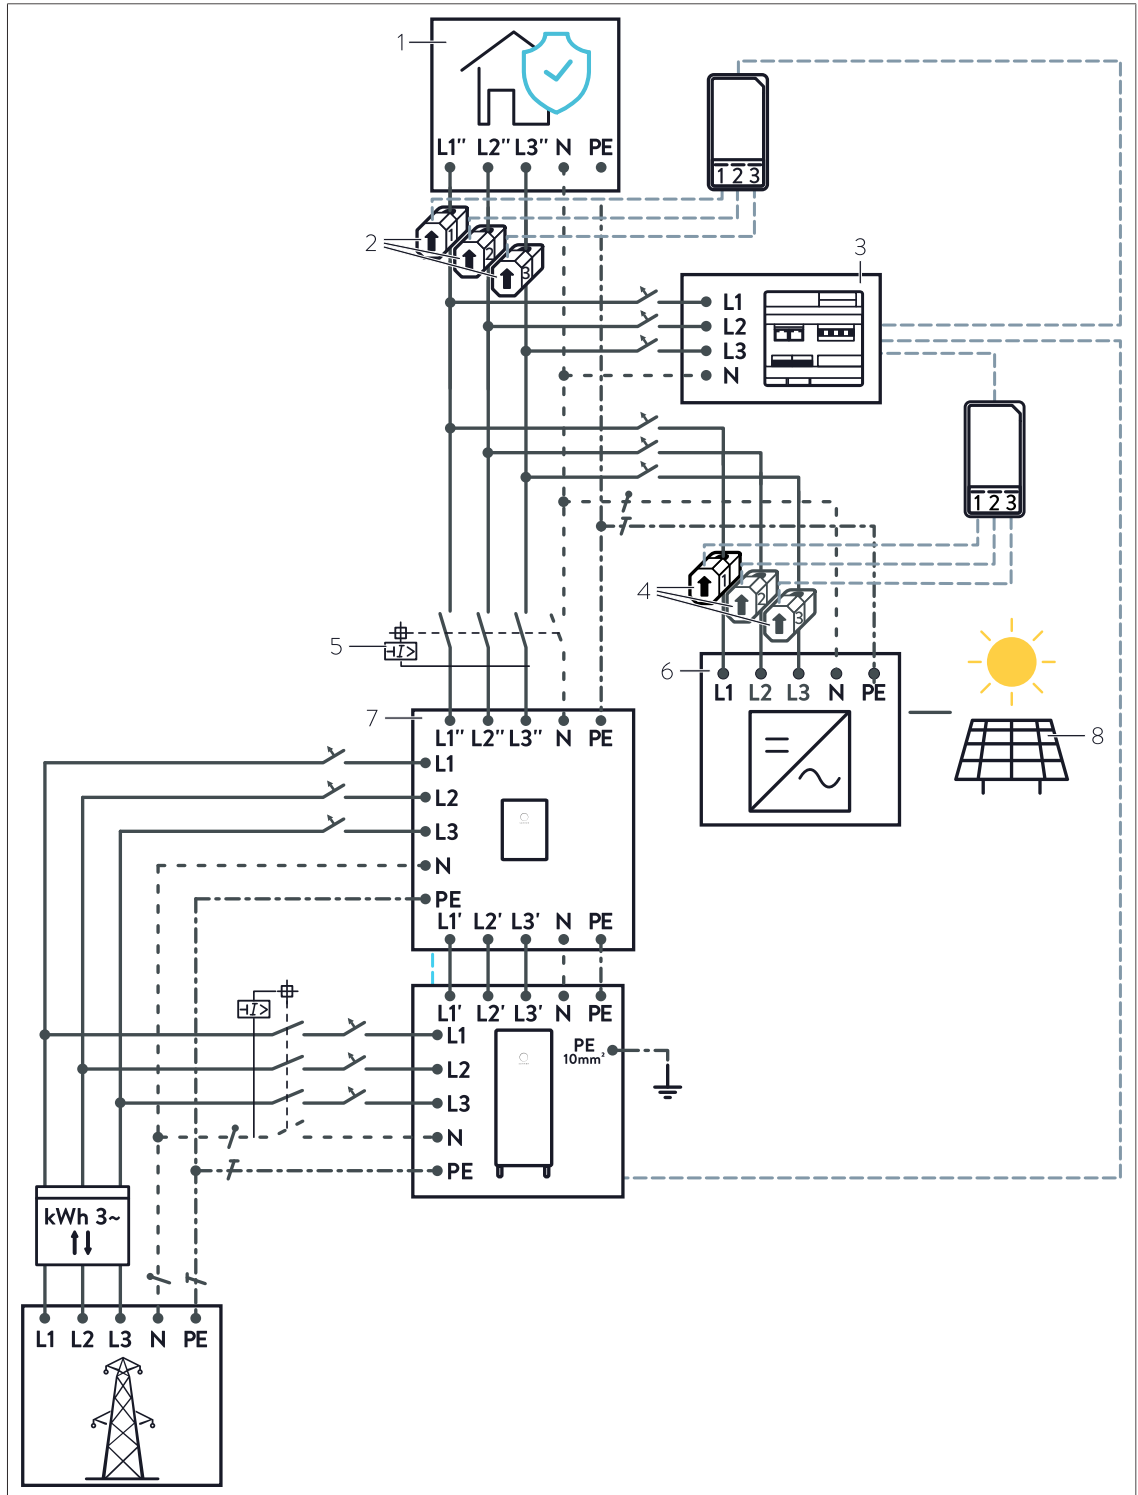 1
L1" L2" L3" N PE
1 2 3
2
1
2
3
3
L1
L2
L3
N
1 2 3
4
1
2
3
5
6
L1 L2 L3 N PE
7
8
L1" L2" L3" N PE
L1
L2
L3
N
PE
L1' L2' L3' N PE
I>
I>
L1' L2' L3' N PE
L1
PE
10mm²
L2
L3
N
PE
kWh 3~
L1 L2 L3 N PE